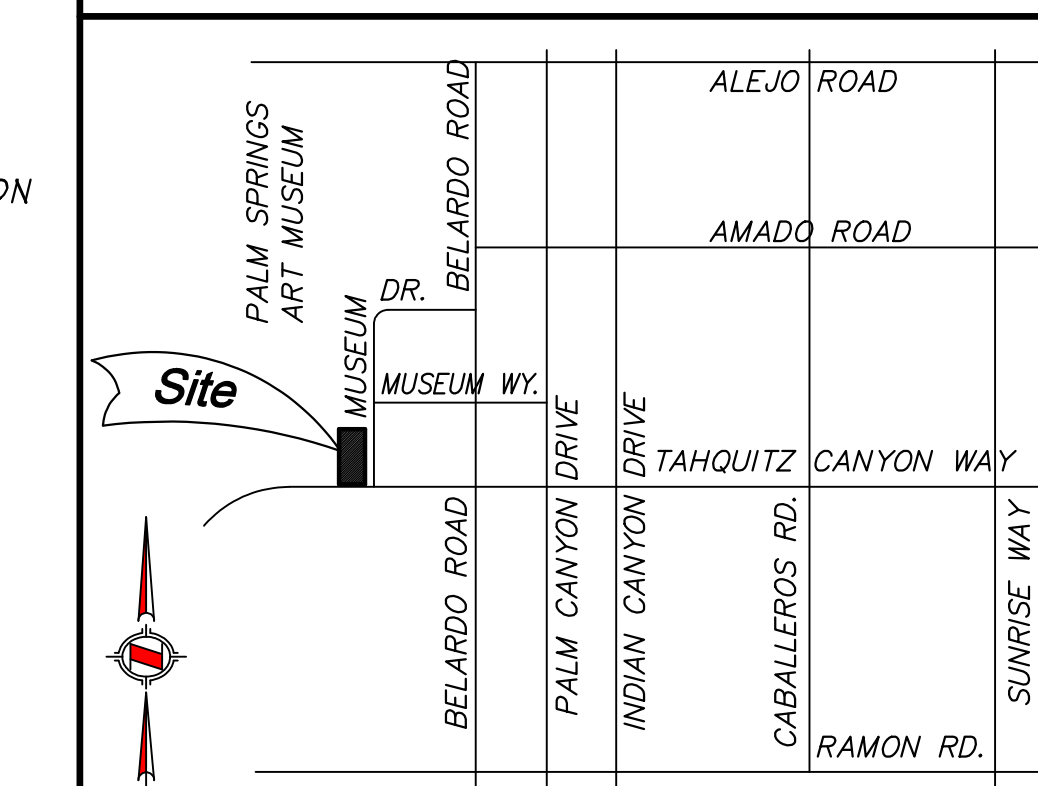 ON
ALEJO ROAD
PALM SPRINGS
ART MUSEUM
BELARDO ROAD
AMADO ROAD
DR.
MUSEUM
MUSEUM WY.
Site
PALM CANYON DRIVE
INDIAN CANYON DRIVE
TAHQUITZ CANYON WAY
BELARDO ROAD
CABALLEROS RD.
SUNRISE WAY
RAMON RD.